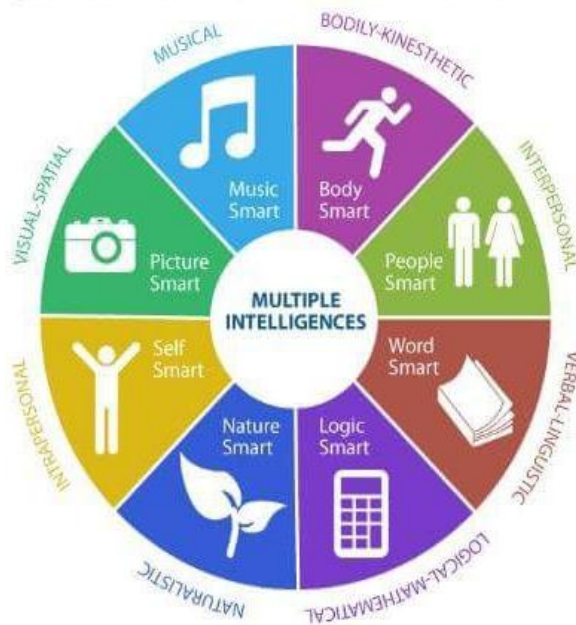 MUSICAL
BODILY-KINESTHETIC
INTERPERSONAL
VERBAL-LINGUISTIC
LOGICAL-MATHEMATICAL
NATURALISTIC
INTRAPERSONAL
VISUAL-SPATIAL
Music
Smart
Body
Smart
People
Smart
Word
Smart
Logic
Smart
Nature
Smart
Self
Smart
Picture
Smart
MULTIPLE
INTELLIGENCES